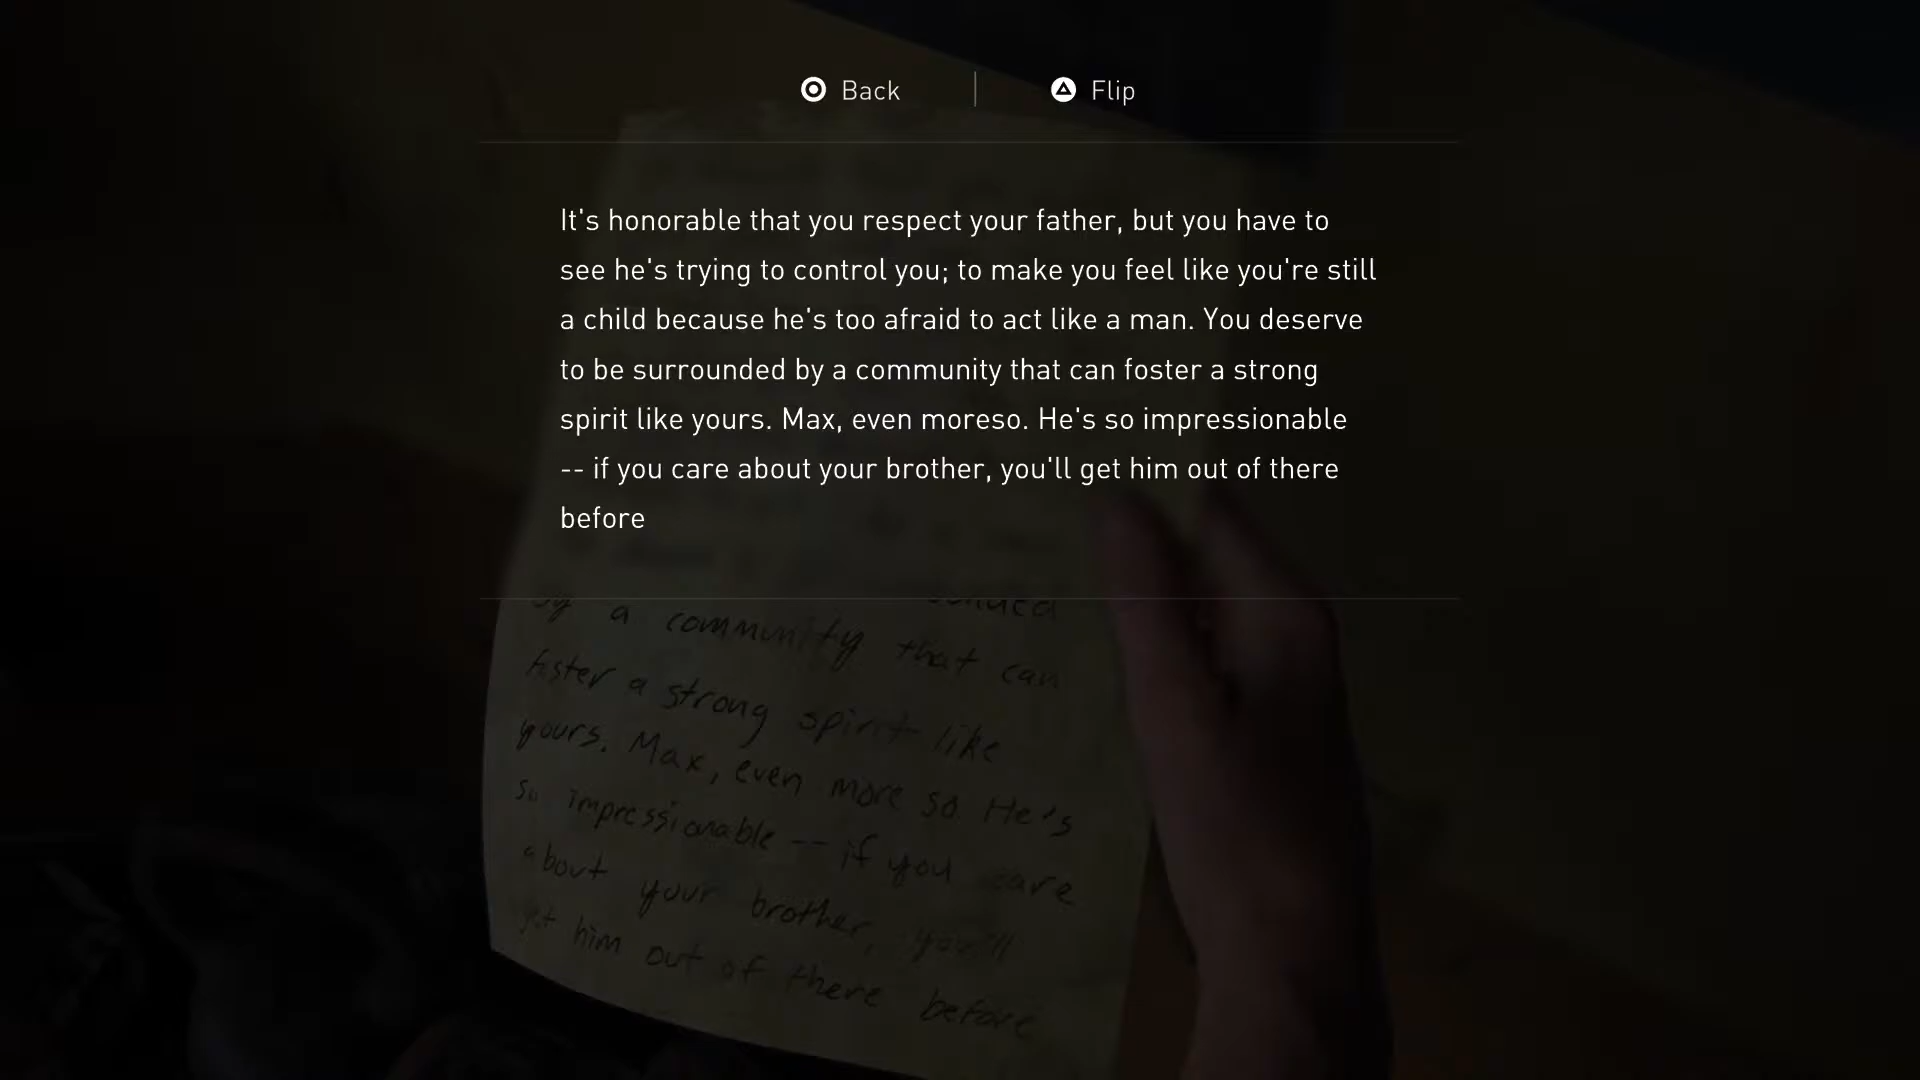 Back
Flip
It's honorable that you respect your father, but you have to
see he's trying to control you; to make you feel like you're still
a child because he's too afraid to act like a man. You deserve
to be surrounded by a community that can foster a strong
spirit like yours. Max, even moreso. He's so impressionable
-- if you care about your brother, you'll get him out of there
before
by a community that can
foster a strong spirit like
yours. Max, even more so He's
so impressionable -- if you care
about your brother, you'll
get him out of there before